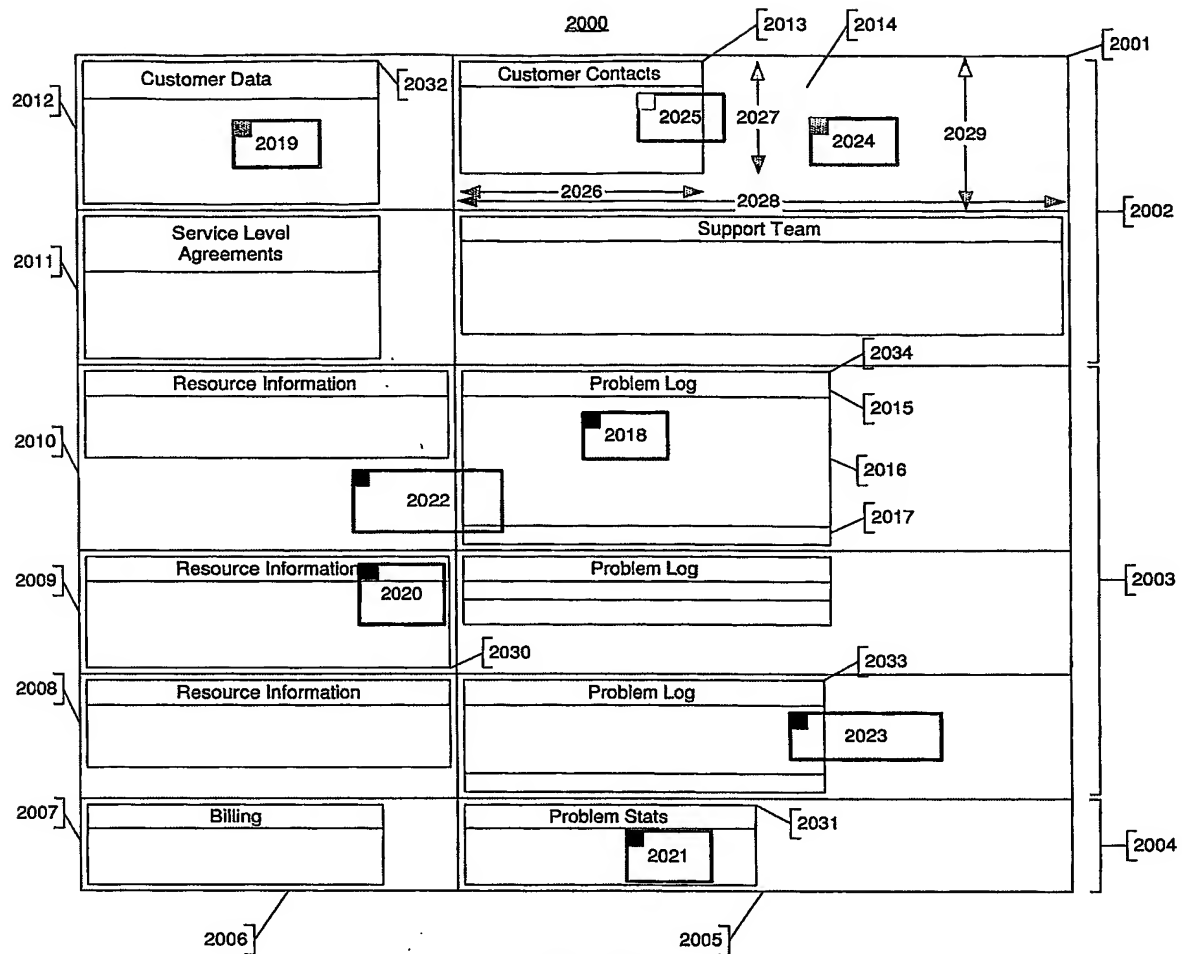 2000
2013
2014
2001
Customer Data
2032
Customer Contacts
2012
2019
2025
2027
2024
2029
2026
2028
2002
Service Level
Agreements
Support Team
2011
2034
Resource Information
Problem Log
2015
2010
2018
2016
2022
2017
Resource Information
Problem Log
2009
2020
2003
2030
2033
2008
Resource Information
Problem Log
2023
2007
Billing
Problem Stats
2031
2021
2004
2006
2005